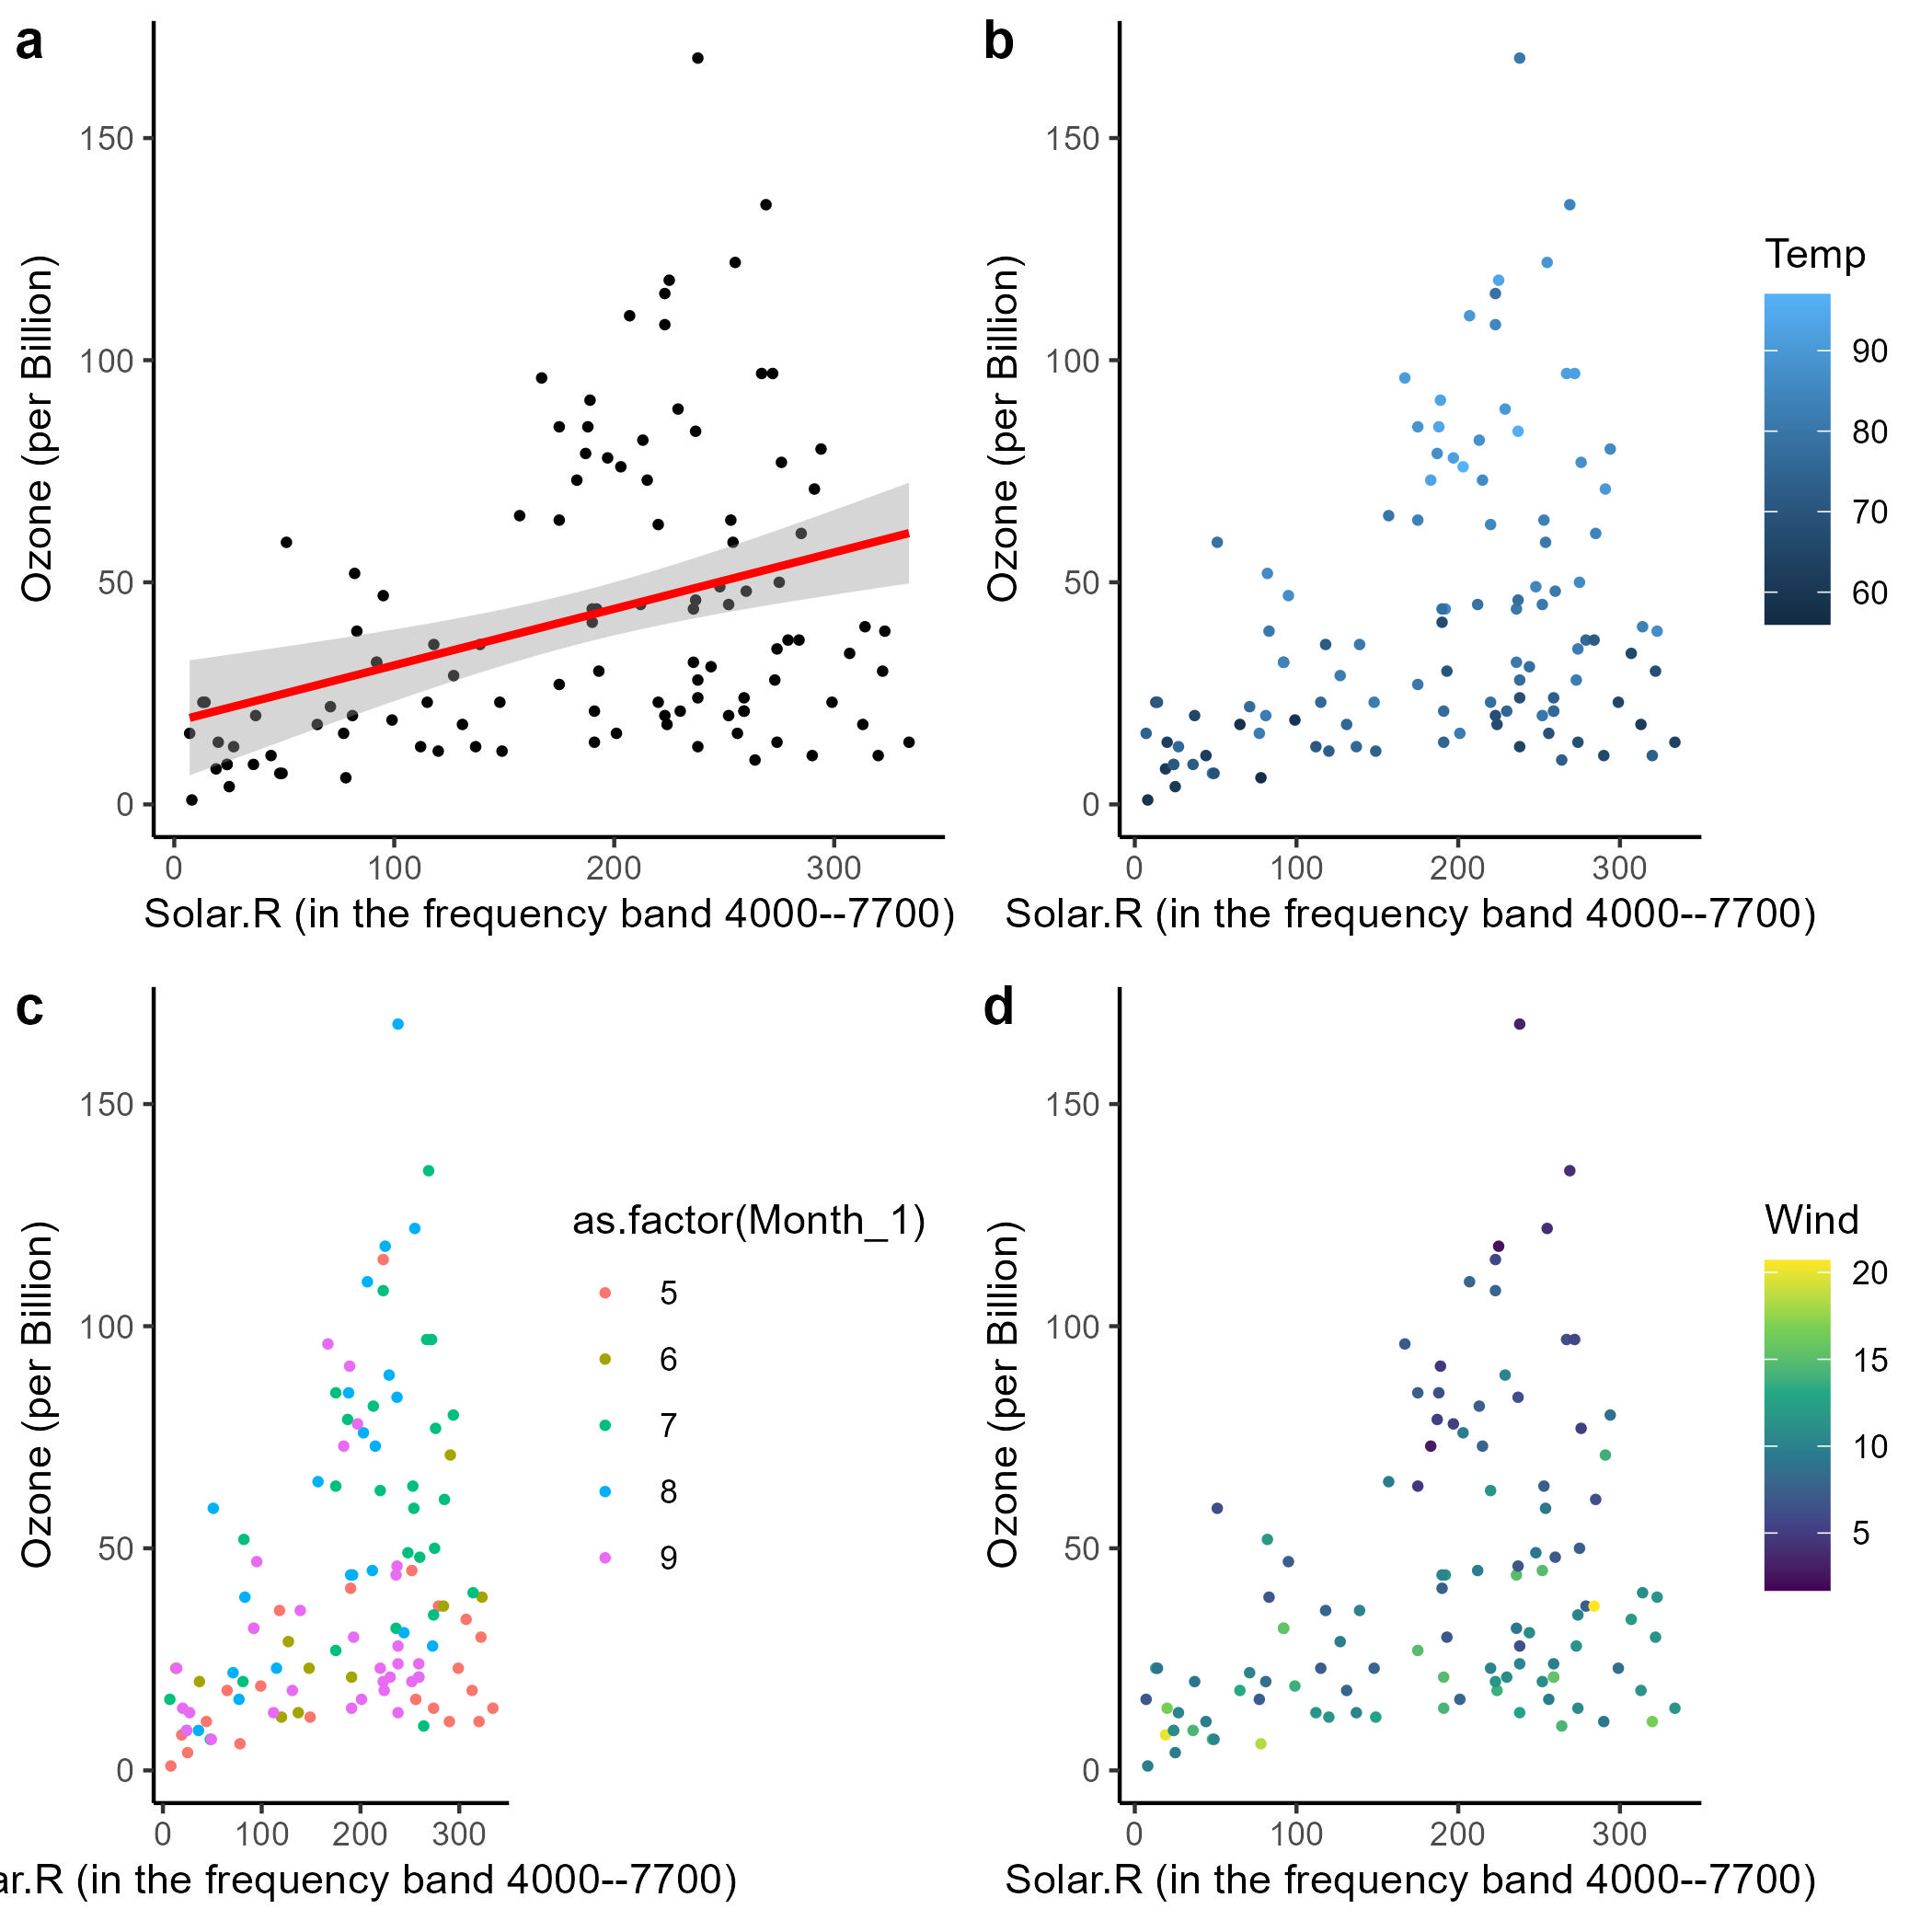 a
Ozone (per Billion)
150
100
50
0
0 100 200 300
Solar.R (in the frequency band 4000--7700)
b
Ozone (per Billion)
150
100
50
0
0 100 200 300
Solar.R (in the frequency band 4000--7700)
Temp
90
80
70
60
c
Ozone (per Billion)
150
100
50
0
0 100 200 300
ar.R (in the frequency band 4000--7700)
as.factor(Month_1)
5
6
7
8
9
d
Ozone (per Billion)
150
100
50
0
0 100 200 300
Solar.R (in the frequency band 4000--7700)
Wind
20
15
10
5